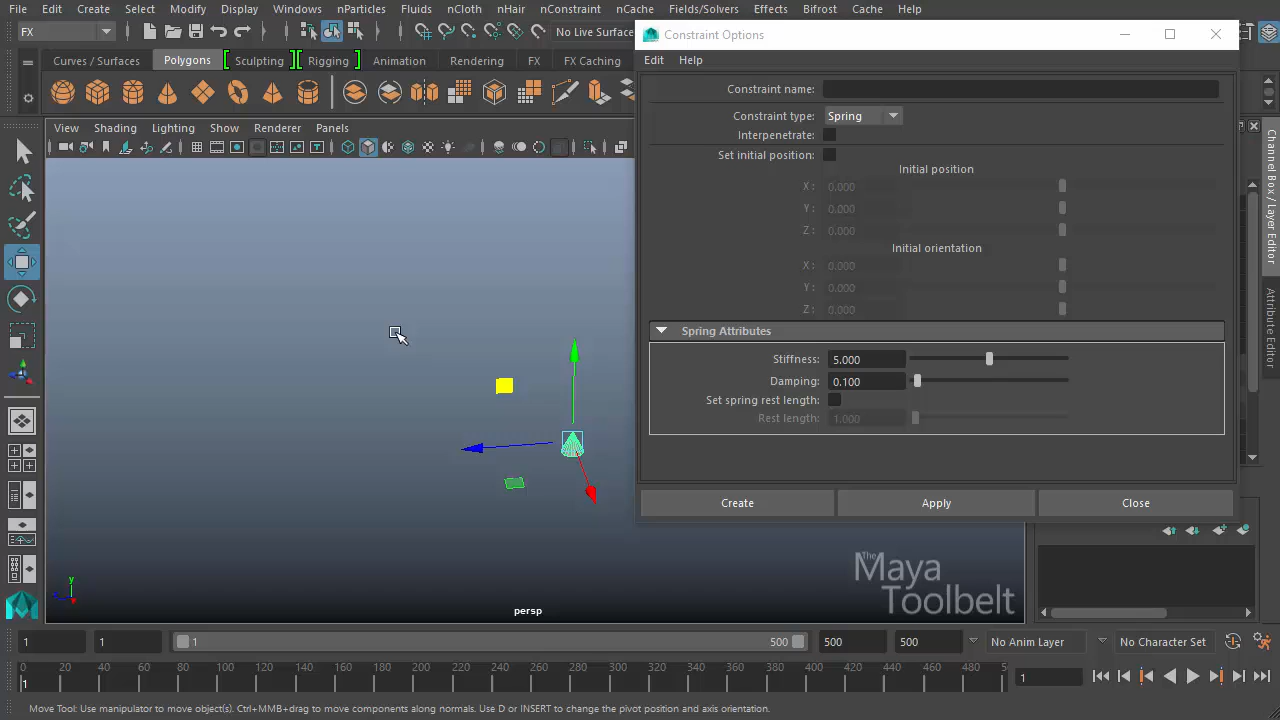 File Edit Create Select Modify Display Windows nParticles Fluids nCloth nHair nConstraint nCache Fields/Solvers Effects Bifrost Cache Help
FX
No Live Surface
Constraint Options
Curves / Surfaces Polygons Sculpting Rigging Animation Rendering FX FX Caching
Edit Help
Constraint name:
Constraint type: Spring
Interpenetrate:
Set initial position:
Initial position
X: 0.000
Y: 0.000
Z: 0.000
Initial orientation
X: 0.000
Y: 0.000
Z: 0.000
Spring Attributes
Stiffness: 5.000
Damping: 0.100
Set spring rest length:
Rest length: 1.000
Create Apply Close
View Shading Lighting Show Renderer Panels
Channel Box / Layer Editor
Attribute Editor
y
persp
The
Maya
Toolbelt
1 1 1 500 500 500 No Anim Layer No Character Set
0 20 40 60 80 100 120 140 160 180 200 220 240 260 280 300 320 340 360 380 400 420 440 460 480 5
1 1
Move Tool: Use manipulator to move object(s). Ctrl+MMB+drag to move components along normals. Use D or INSERT to change the pivot position and axis orientation.